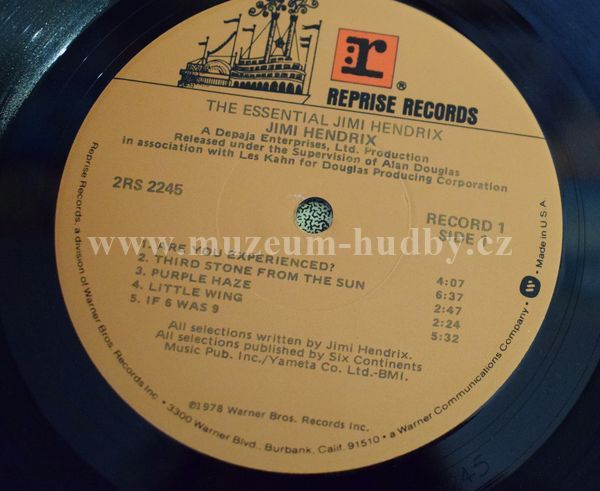 r ®
REPRISE RECORDS
THE ESSENTIAL JIMI HENDRIX
JIMI HENDRIX
A Depaja Enterprises, Ltd. Production
Released under the Supervision of Alan Douglas
in association with Les Kahn for Douglas Producing Corporation
2RS 2245
RECORD 1
SIDE 1
www.muzeum-hudby.cz
1. ARE YOU EXPERIENCED? 4:07
2. THIRD STONE FROM THE SUN 6:37
3. PURPLE HAZE 2:47
4. LITTLE WING 2:24
5. IF 6 WAS 9 5:32
All selections written by Jimi Hendrix.
All selections published by Six Continents
Music Pub. Inc./Yameta Co. Ltd.-BMI.
©1978 Warner Bros. Records Inc.
Reprise Records, a division of Warner Bros. Records Inc. • 3300 Warner Blvd., Burbank, Calif. 91510 • a Warner Communications Company • W • Made in U.S.A.